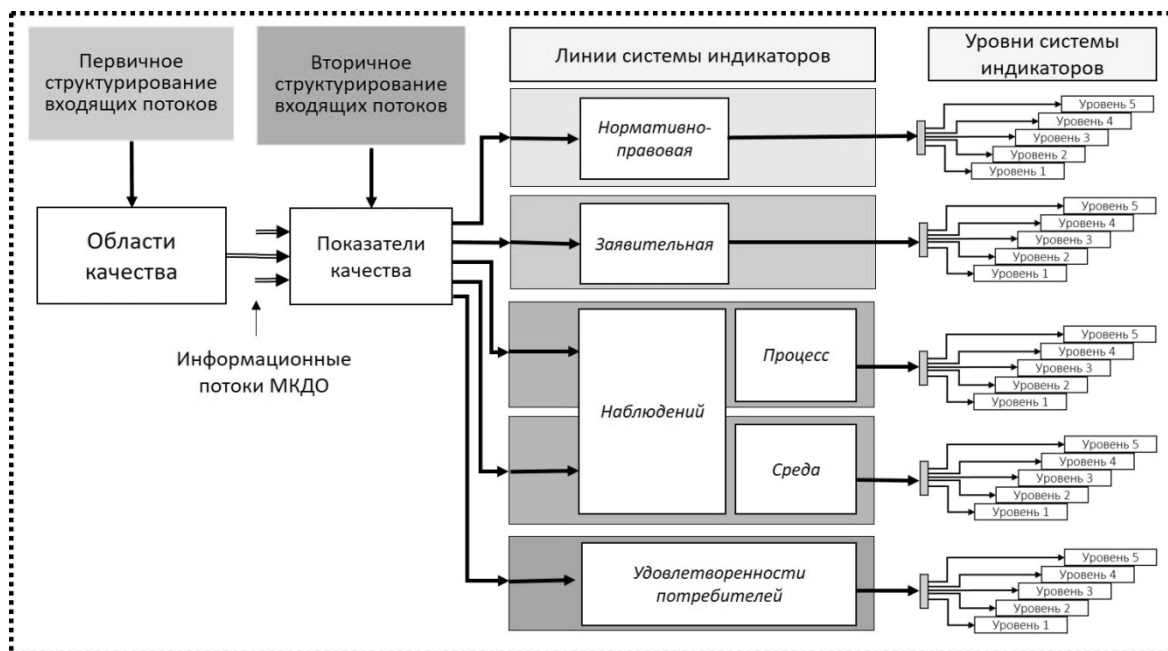 Первичное
структурирование
входящих потоков
Вторичное
структурирование
входящих потоков
Линии системы индикаторов
Уровни системы
индикаторов
Области
качества
Показатели
качества
Информационные
потоки МКДО
Нормативно-
правовая
Уровень 5
Уровень 4
Уровень 3
Уровень 2
Уровень 1
Заявительная
Уровень 5
Уровень 4
Уровень 3
Уровень 2
Уровень 1
Наблюдений
Процесс
Уровень 5
Уровень 4
Уровень 3
Уровень 2
Уровень 1
Среда
Уровень 5
Уровень 4
Уровень 3
Уровень 2
Уровень 1
Удовлетворенности
потребителей
Уровень 5
Уровень 4
Уровень 3
Уровень 2
Уровень 1